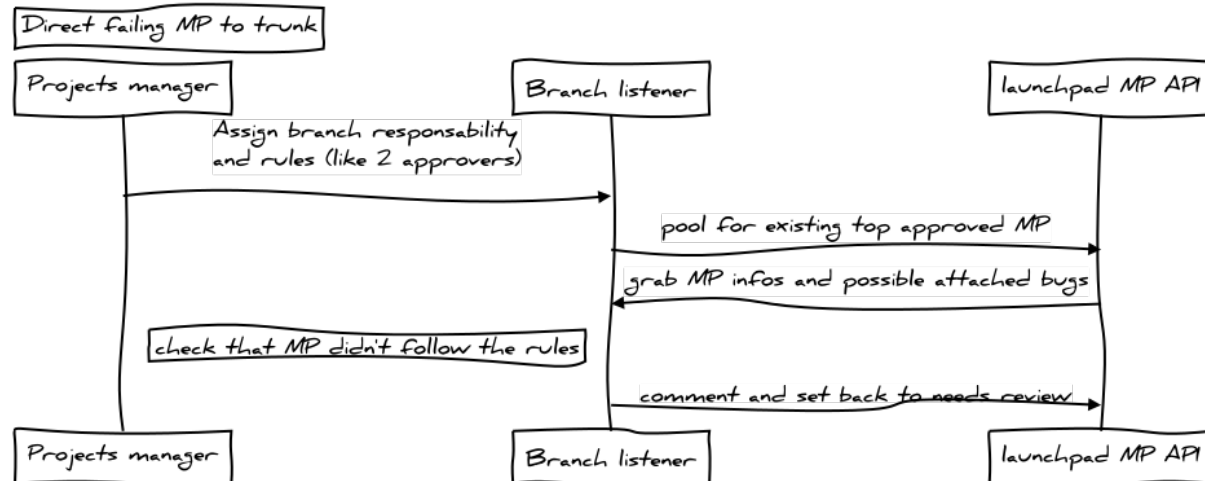 Direct failing MP to trunk
Projects manager
Branch listener
launchpad MP API
Assign branch responsability
and rules (like 2 approvers)
pool for existing top approved MP
grab MP infos and possible attached bugs
check that MP didn't follow the rules
comment and set back to needs review
Projects manager
Branch listener
launchpad MP API